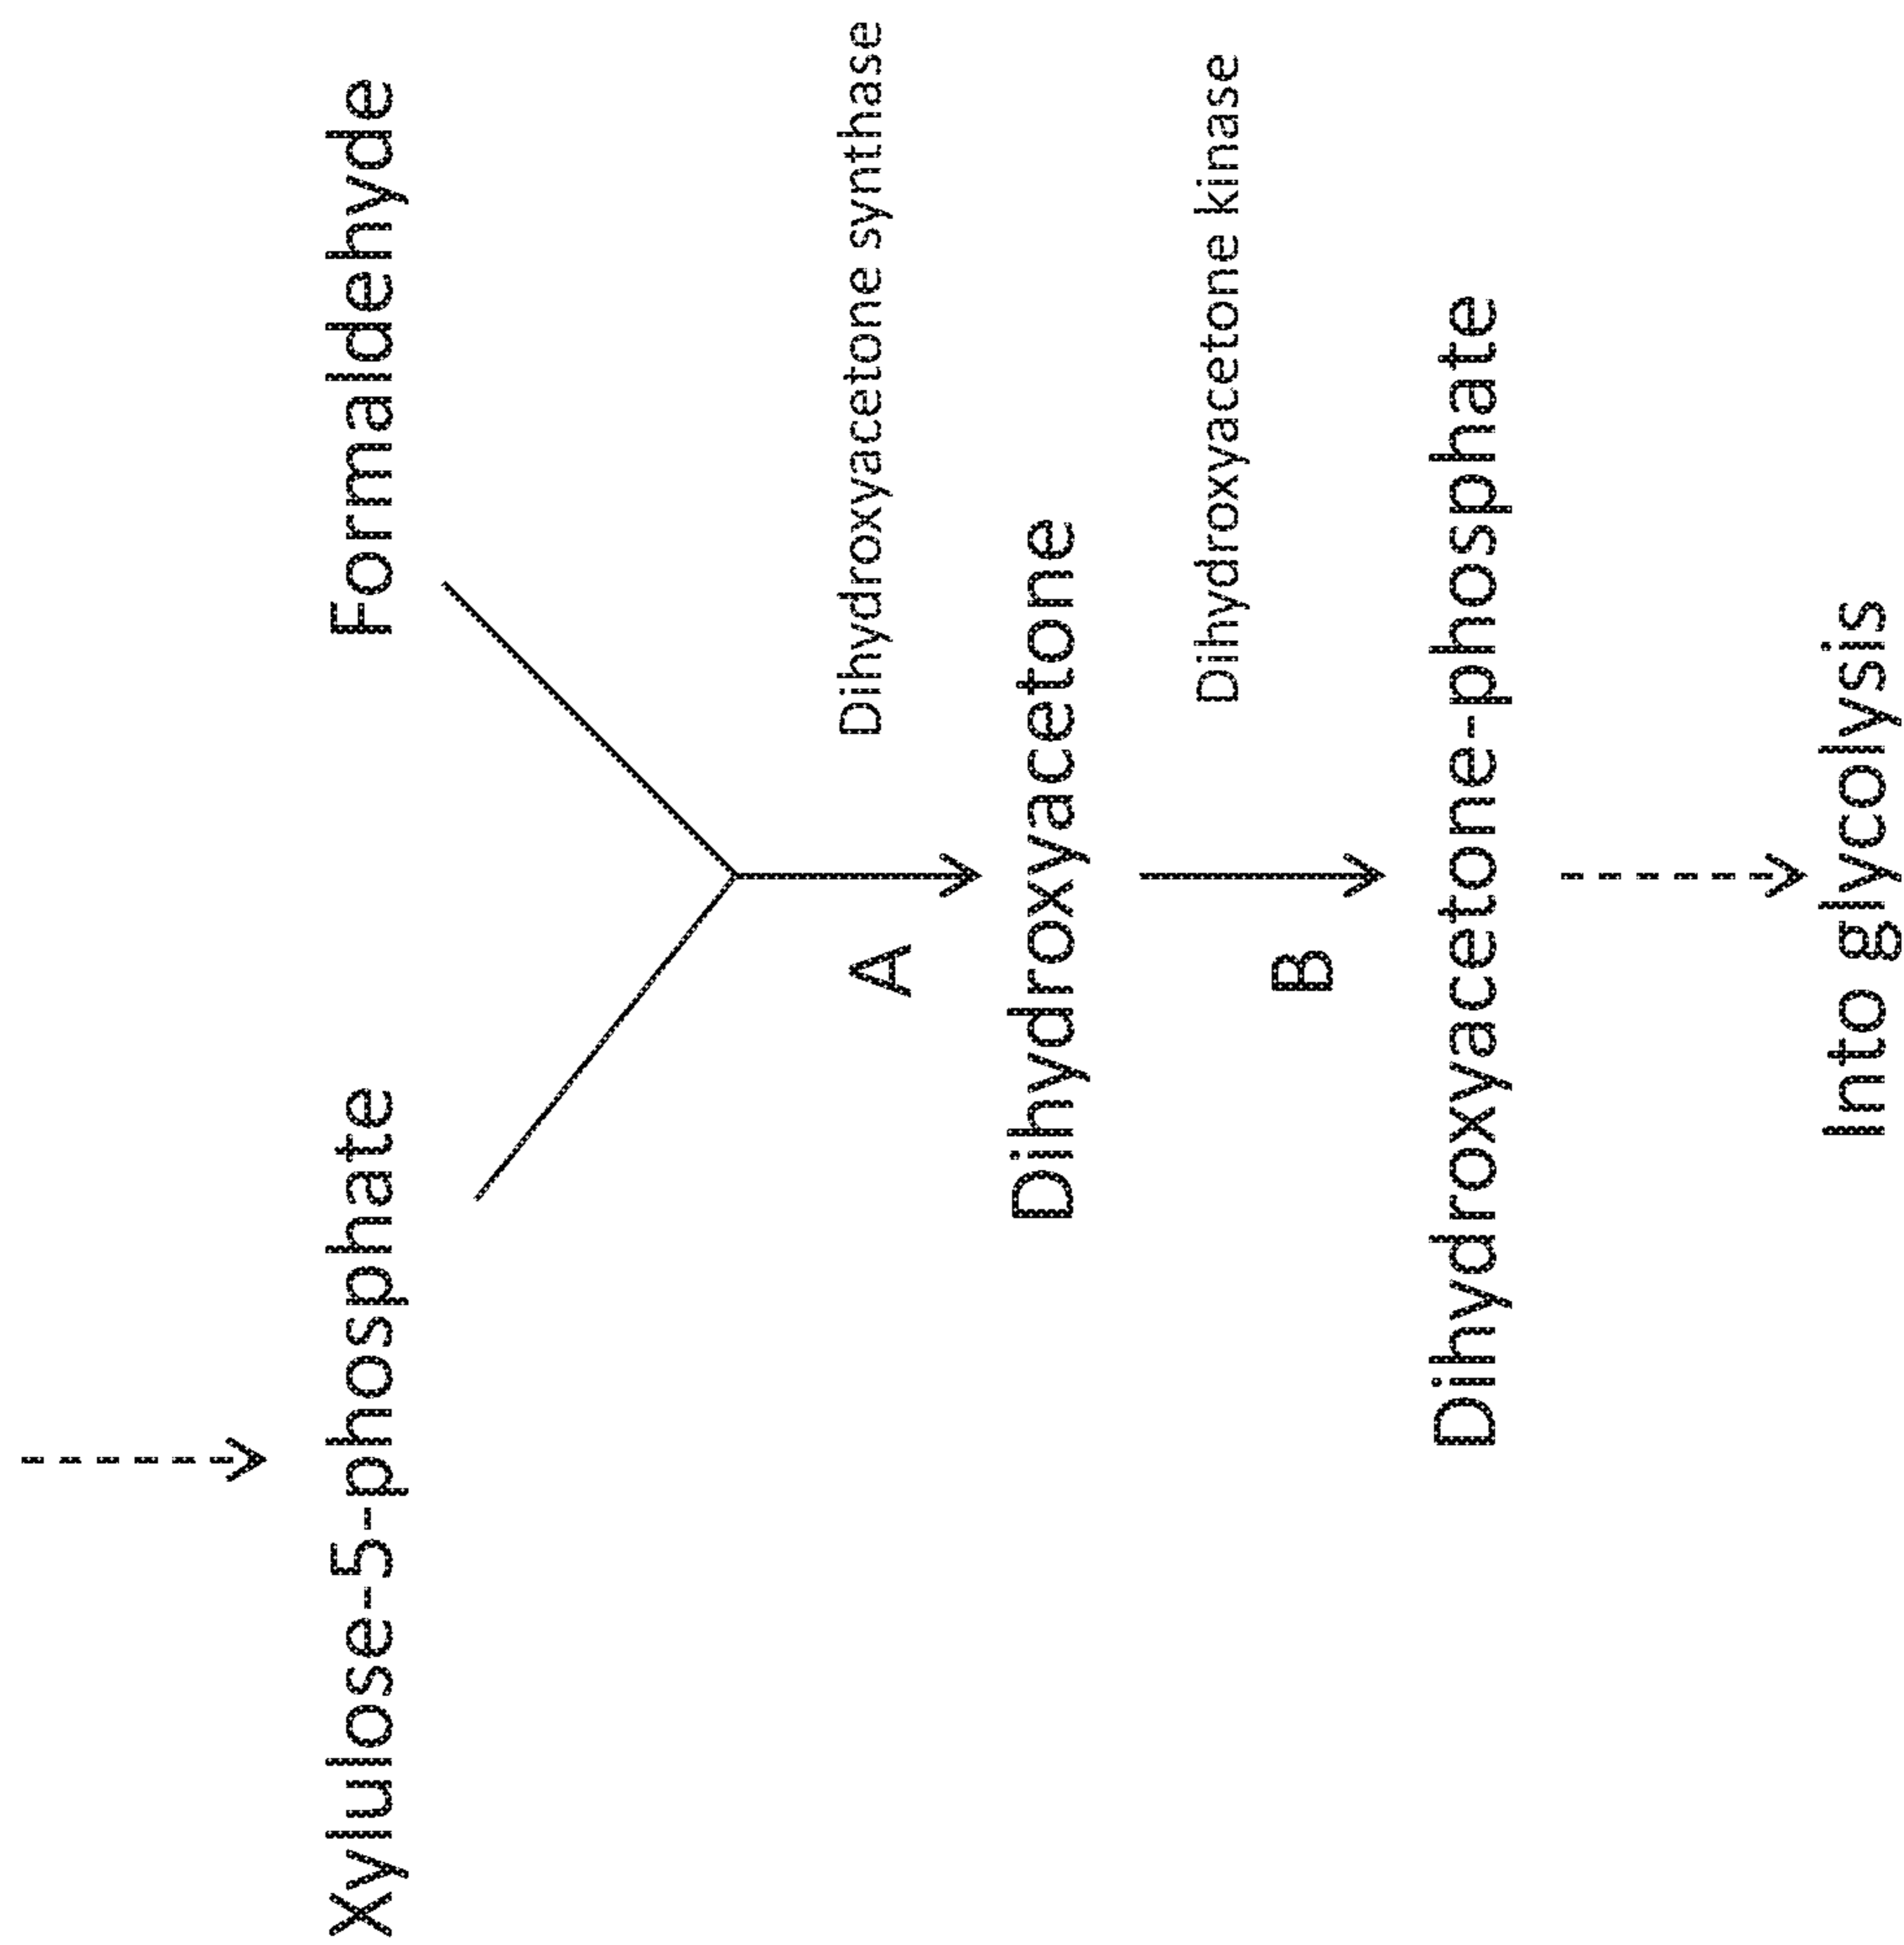 Xylulose-5-phosphate
Formaldehyde
A
Dihydroxyacetone synthase
Dihydroxyacetone
B
Dihydroxyacetone kinase
Dihydroxyacetone-phosphate
Into glycolysis